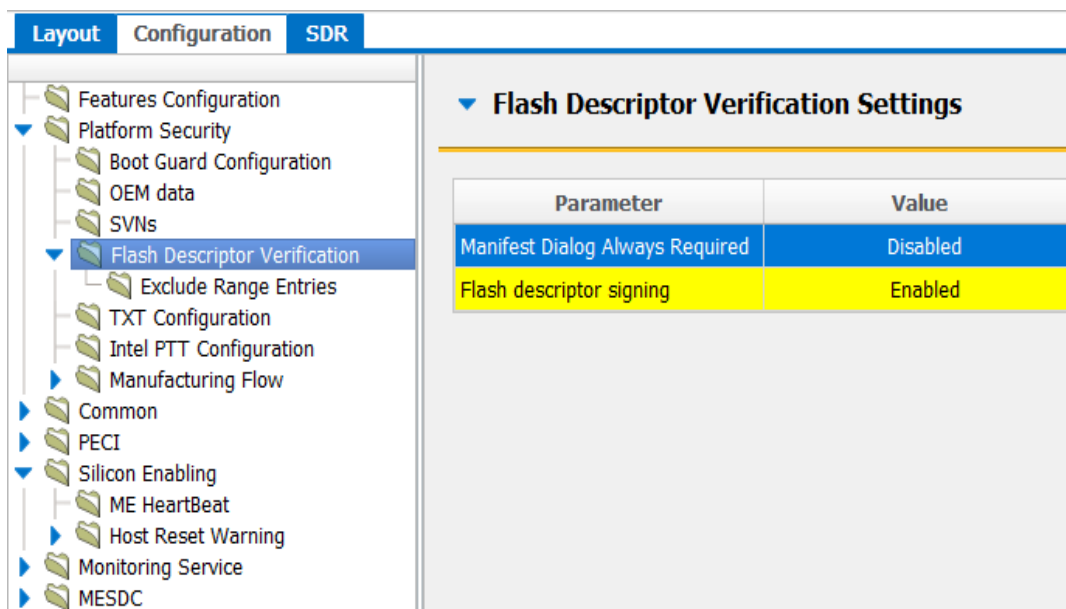 Layout Configuration SDR
Features Configuration
Platform Security
Boot Guard Configuration
OEM data
SVNs
Flash Descriptor Verification
Exclude Range Entries
TXT Configuration
Intel PTT Configuration
Manufacturing Flow
Common
PECI
Silicon Enabling
ME HeartBeat
Host Reset Warning
Monitoring Service
MESDC
Flash Descriptor Verification Settings
Parameter Value
Manifest Dialog Always Required Disabled
Flash descriptor signing Enabled